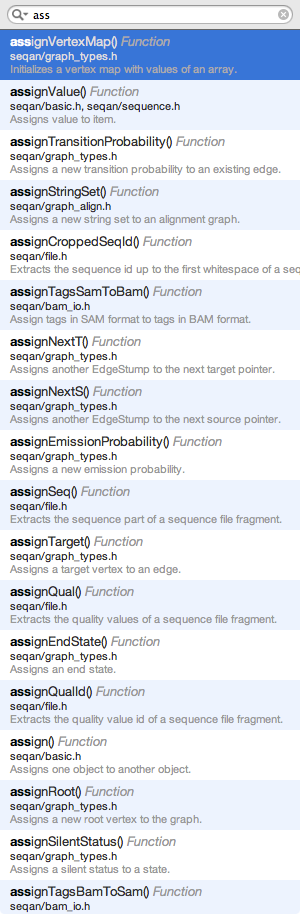 ass
assignVertexMap() Function
seqan/graph_types.h
Initializes a vertex map with values of an array.
assignValue() Function
seqan/basic.h, seqan/sequence.h
Assigns value to item.
assignTransitionProbability() Function
seqan/graph_types.h
Assigns a new transition probability to an existing edge.
assignStringSet() Function
seqan/graph_align.h
Assigns a new string set to an alignment graph.
assignCroppedSeqId() Function
seqan/file.h
Extracts the sequence id up to the first whitespace of a seq
assignTagsSamToBam() Function
seqan/bam_io.h
Assign tags in SAM format to tags in BAM format.
assignNextT() Function
seqan/graph_types.h
Assigns another EdgeStump to the next target pointer.
assignNextS() Function
seqan/graph_types.h
Assigns another EdgeStump to the next source pointer.
assignEmissionProbability() Function
seqan/graph_types.h
Assigns a new emission probability.
assignSeq() Function
seqan/file.h
Extracts the sequence part of a sequence file fragment.
assignTarget() Function
seqan/graph_types.h
Assigns a target vertex to an edge.
assignQual() Function
seqan/file.h
Extracts the quality values of a sequence file fragment.
assignEndState() Function
seqan/graph_types.h
Assigns an end state.
assignQualId() Function
seqan/file.h
Extracts the quality value id of a sequence file fragment.
assign() Function
seqan/basic.h
Assigns one object to another object.
assignRoot() Function
seqan/graph_types.h
Assigns a new root vertex to the graph.
assignSilentStatus() Function
seqan/graph_types.h
Assigns a silent status to a state.
assignTagsBamToSam() Function
seqan/bam_io.h